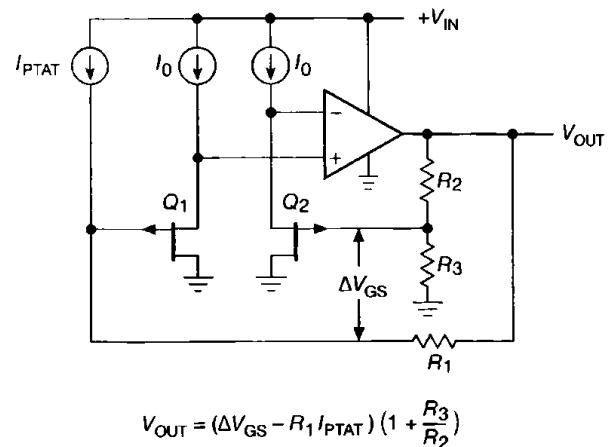 +V_IN
I_PTAT
I_0
I_0
−
+
V_OUT
Q_1
Q_2
R_2
R_3
ΔV_GS
R_1
V_OUT = (ΔV_GS − R_1 I_PTAT) (1 + R_3/R_2)